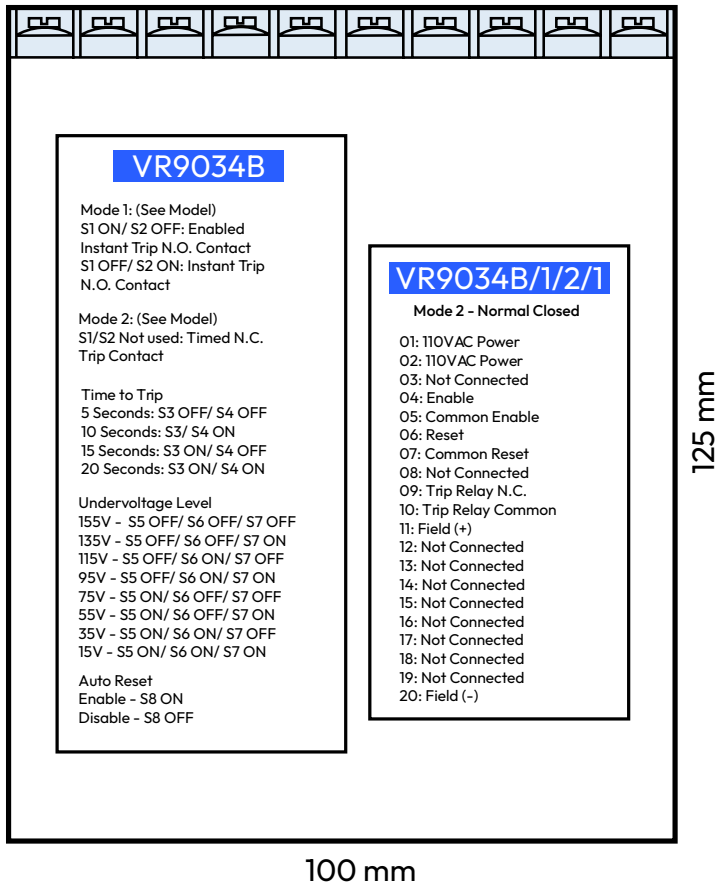 VR9034B
Mode 1: (See Model)
S1 ON/ S2 OFF: Enabled
Instant Trip N.O. Contact
S1 OFF/ S2 ON: Instant Trip
N.O. Contact
Mode 2: (See Model)
S1/S2 Not used: Timed N.C.
Trip Contact
Time to Trip
5 Seconds: S3 OFF/ S4 OFF
10 Seconds: S3/ S4 ON
15 Seconds: S3 ON/ S4 OFF
20 Seconds: S3 ON/ S4 ON
Undervoltage Level
155V - S5 OFF/ S6 OFF/ S7 OFF
135V - S5 OFF/ S6 OFF/ S7 ON
115V - S5 OFF/ S6 ON/ S7 OFF
95V - S5 OFF/ S6 ON/ S7 ON
75V - S5 ON/ S6 OFF/ S7 OFF
55V - S5 ON/ S6 OFF/ S7 ON
35V - S5 ON/ S6 ON/ S7 OFF
15V - S5 ON/ S6 ON/ S7 ON
Auto Reset
Enable - S8 ON
Disable - S8 OFF
VR9034B/1/2/1
Mode 2 - Normal Closed
01: 110VAC Power
02: 110VAC Power
03: Not Connected
04: Enable
05: Common Enable
06: Reset
07: Common Reset
08: Not Connected
09: Trip Relay N.C.
10: Trip Relay Common
11: Field (+)
12: Not Connected
13: Not Connected
14: Not Connected
15: Not Connected
16: Not Connected
17: Not Connected
18: Not Connected
19: Not Connected
20: Field (-)
125 mm
100 mm